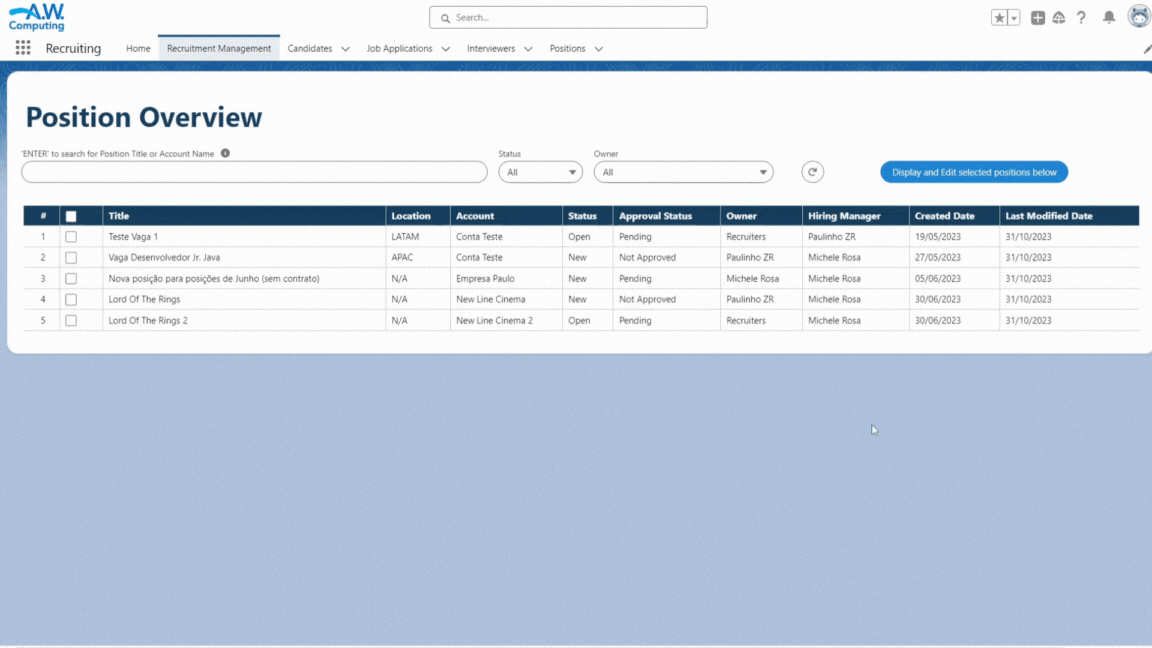 A.W.
Computing
Search...
Recruiting Home Recruitment Management Candidates Job Applications Interviewers Positions
Position Overview
'ENTER' to search for Position Title or Account Name Status Owner
All All Display and Edit selected positions below
# Title Location Account Status Approval Status Owner Hiring Manager Created Date Last Modified Date
1 Teste Vaga 1 LATAM Conta Teste Open Pending Recruiters Paulinho ZR 19/05/2023 31/10/2023
2 Vaga Desenvolvedor Jr. Java APAC Conta Teste New Not Approved Paulinho ZR Michele Rosa 27/05/2023 31/10/2023
3 Nova posição para posições de Junho (sem contrato) N/A Empresa Paulo New Pending Michele Rosa Michele Rosa 05/06/2023 31/10/2023
4 Lord Of The Rings N/A New Line Cinema New Not Approved Paulinho ZR Michele Rosa 30/06/2023 31/10/2023
5 Lord Of The Rings 2 N/A New Line Cinema 2 Open Pending Recruiters Michele Rosa 30/06/2023 31/10/2023